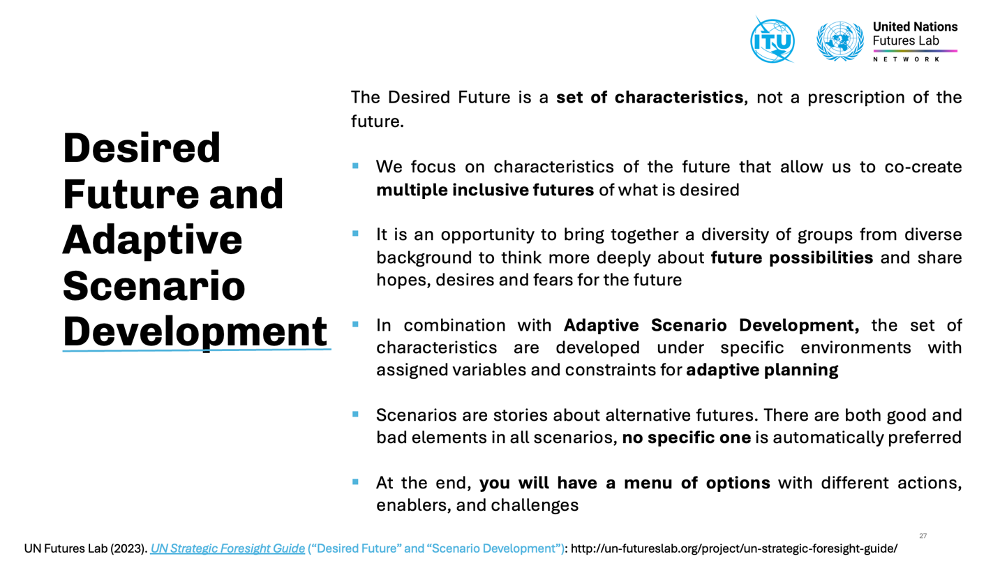 ITU
United Nations
Futures Lab
NETWORK
Desired
Future and
Adaptive
Scenario
Development
The Desired Future is a set of characteristics, not a prescription of the
future.
▪ We focus on characteristics of the future that allow us to co-create
multiple inclusive futures of what is desired
▪ It is an opportunity to bring together a diversity of groups from diverse
background to think more deeply about future possibilities and share
hopes, desires and fears for the future
▪ In combination with Adaptive Scenario Development, the set of
characteristics are developed under specific environments with
assigned variables and constraints for adaptive planning
▪ Scenarios are stories about alternative futures. There are both good and
bad elements in all scenarios, no specific one is automatically preferred
▪ At the end, you will have a menu of options with different actions,
enablers, and challenges
27
UN Futures Lab (2023). UN Strategic Foresight Guide (“Desired Future” and “Scenario Development”): http://un-futureslab.org/project/un-strategic-foresight-guide/